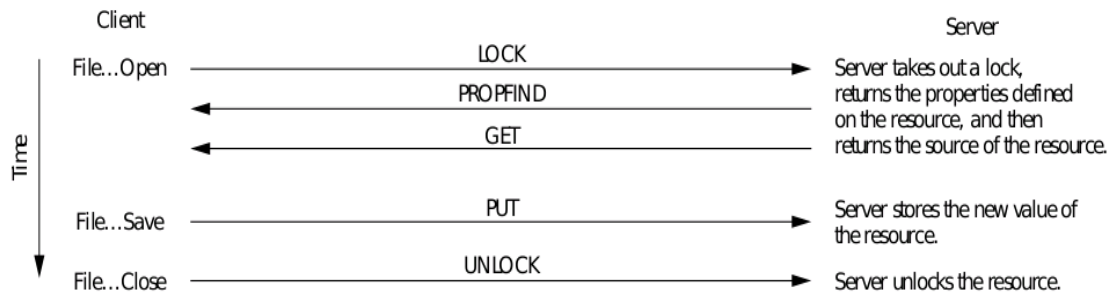 Client
Server
LOCK
File...Open
Server takes out a lock,
returns the properties defined
on the resource, and then
returns the source of the resource.
PROPFIND
GET
Time
PUT
File...Save
Server stores the new value of
the resource.
UNLOCK
File...Close
Server unlocks the resource.